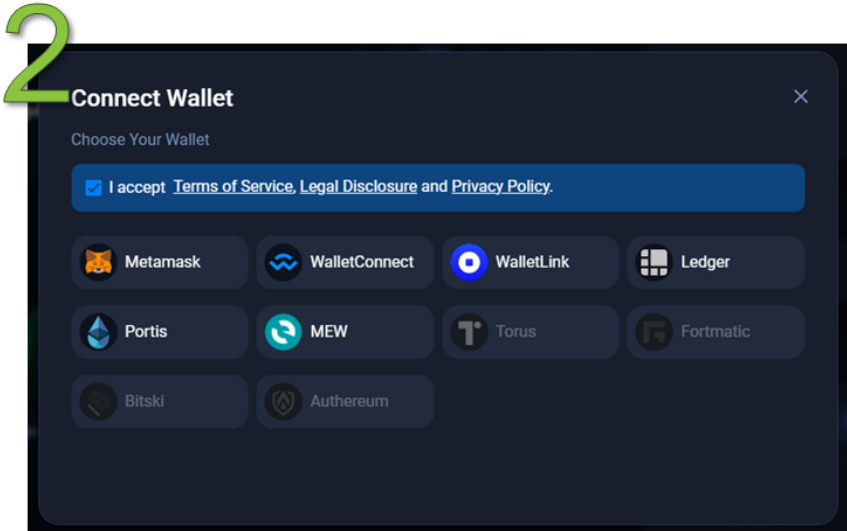 2
Connect Wallet
Choose Your Wallet
I accept Terms of Service, Legal Disclosure and Privacy Policy.
Metamask WalletConnect WalletLink Ledger
Portis MEW Torus Fortmatic
Bitski Authereum